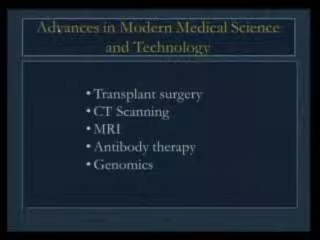 Advances in Modern Medical Science
and Technology
• Transplant surgery
• CT Scanning
• MRI
• Antibody therapy
• Genomics